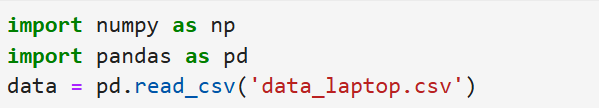 import numpy as np
import pandas as pd
data = pd.read_csv('data_laptop.csv')